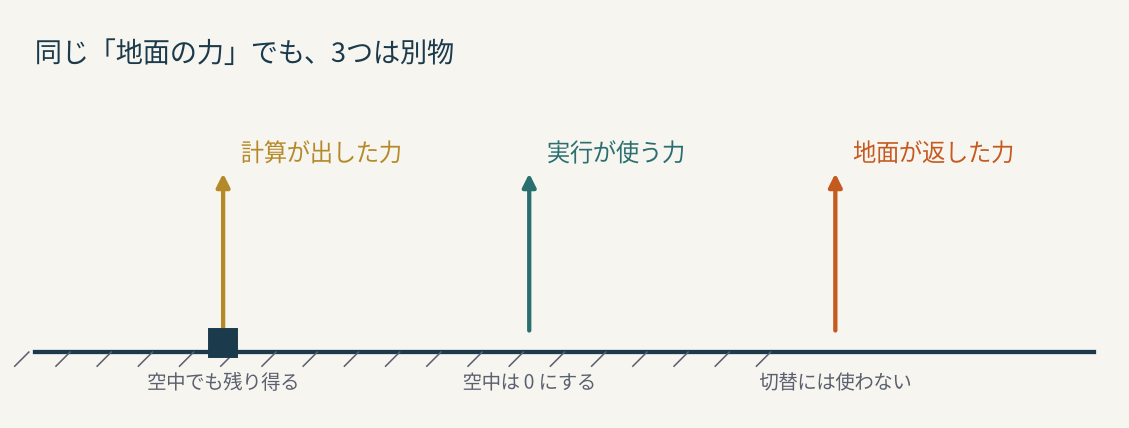 同じ「地面の力」でも、3つは別物
計算が出した力
実行が使う力
地面が返した力
空中でも残り得る
空中は 0 にする
切替には使わない